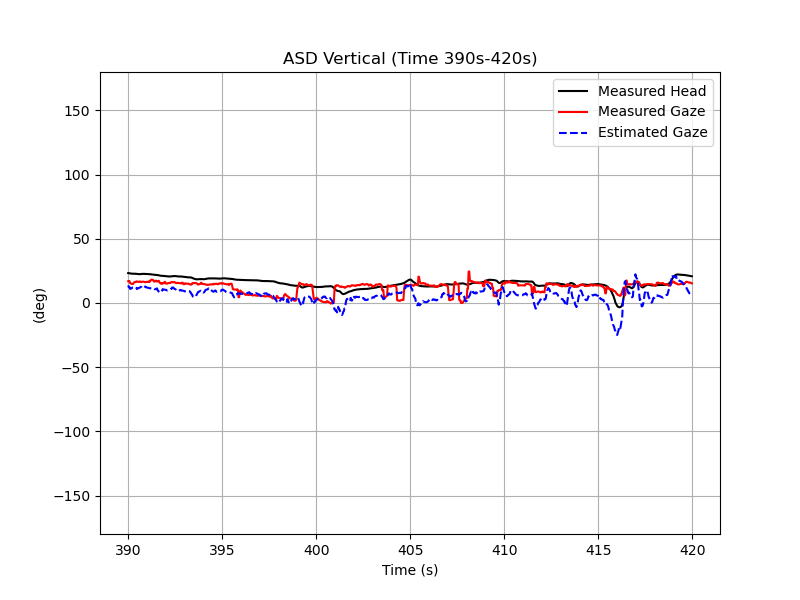 ASD Vertical (Time 390s-420s)
Measured Head
Measured Gaze
Estimated Gaze
150
100
50
0
−50
−100
−150
(deg)
390 395 400 405 410 415 420
Time (s)